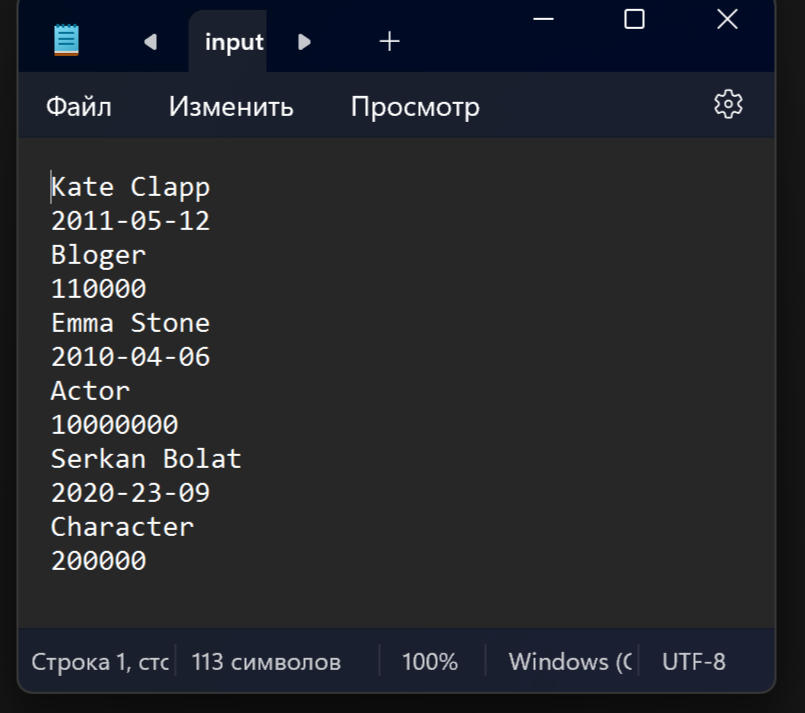 input
Файл Изменить Просмотр
Kate Clapp
2011-05-12
Bloger
110000
Emma Stone
2010-04-06
Actor
10000000
Serkan Bolat
2020-23-09
Character
200000
Строка 1, стс 113 символов 100% Windows (C UTF-8